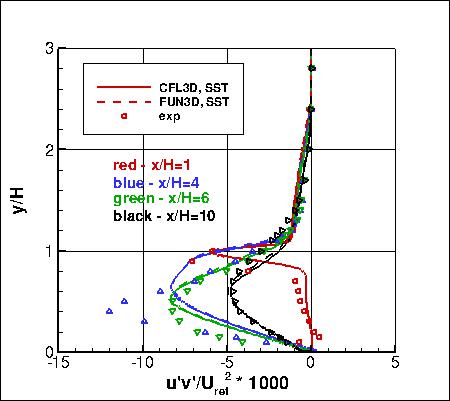 3
CFL3D, SST
FUN3D, SST
exp
2
red - x/H=1
blue - x/H=4
green - x/H=6
black - x/H=10
y/H
1
0
-15 -10 -5 0 5
u'v'/U_ref^2 * 1000